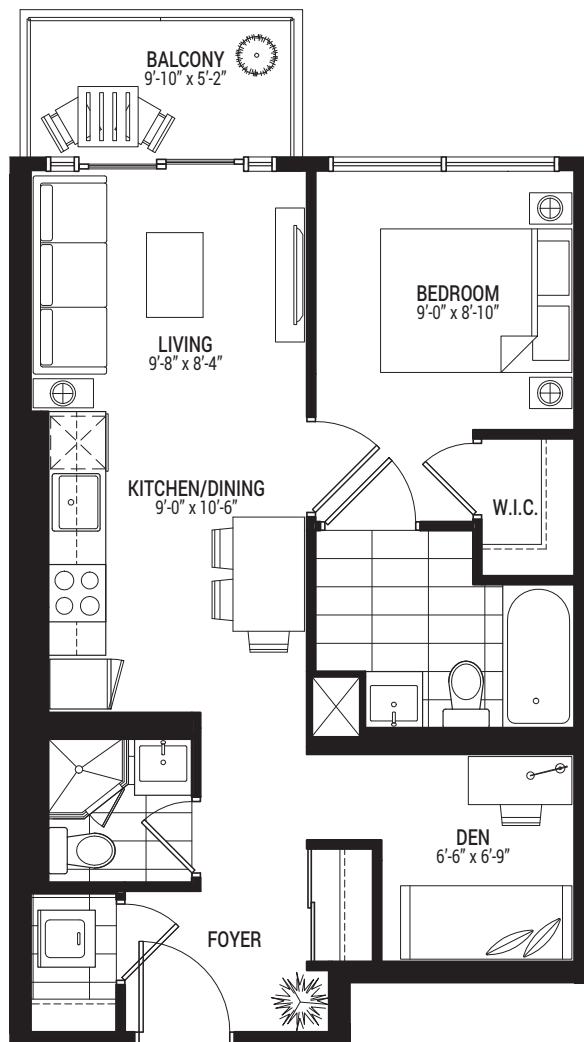 BALCONY
9'-10" x 5'-2"
BEDROOM
9'-0" x 8'-10"
LIVING
9'-8" x 8'-4"
KITCHEN/DINING
9'-0" x 10'-6"
W.I.C.
DEN
6'-6" x 6'-9"
FOYER